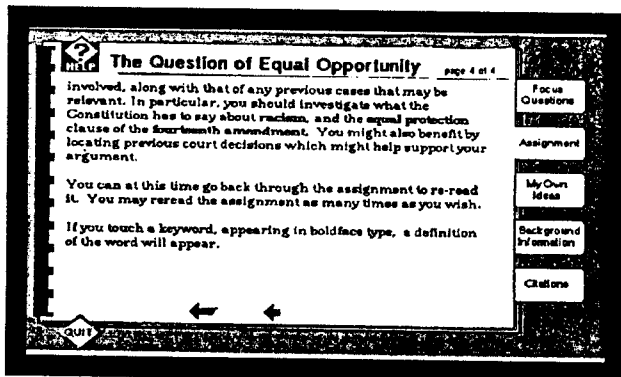 ?
HELP
The Question of Equal Opportunity
page 4 of 4
involved, along with that of any previous cases that may be
relevant. In particular, you should investigate what the
Constitution has to say about racism, and the equal protection
clause of the fourteenth amendment. You might also benefit by
locating previous court decisions which might help support your
argument.
You can at this time go back through the assignment to re-read
it. You may reread the assignment as many times as you wish.
If you touch a keyword, appearing in boldface type, a definition
of the word will appear.
QUIT
Focus
Questions
Assignment
My Own
Ideas
Background
Information
Citations